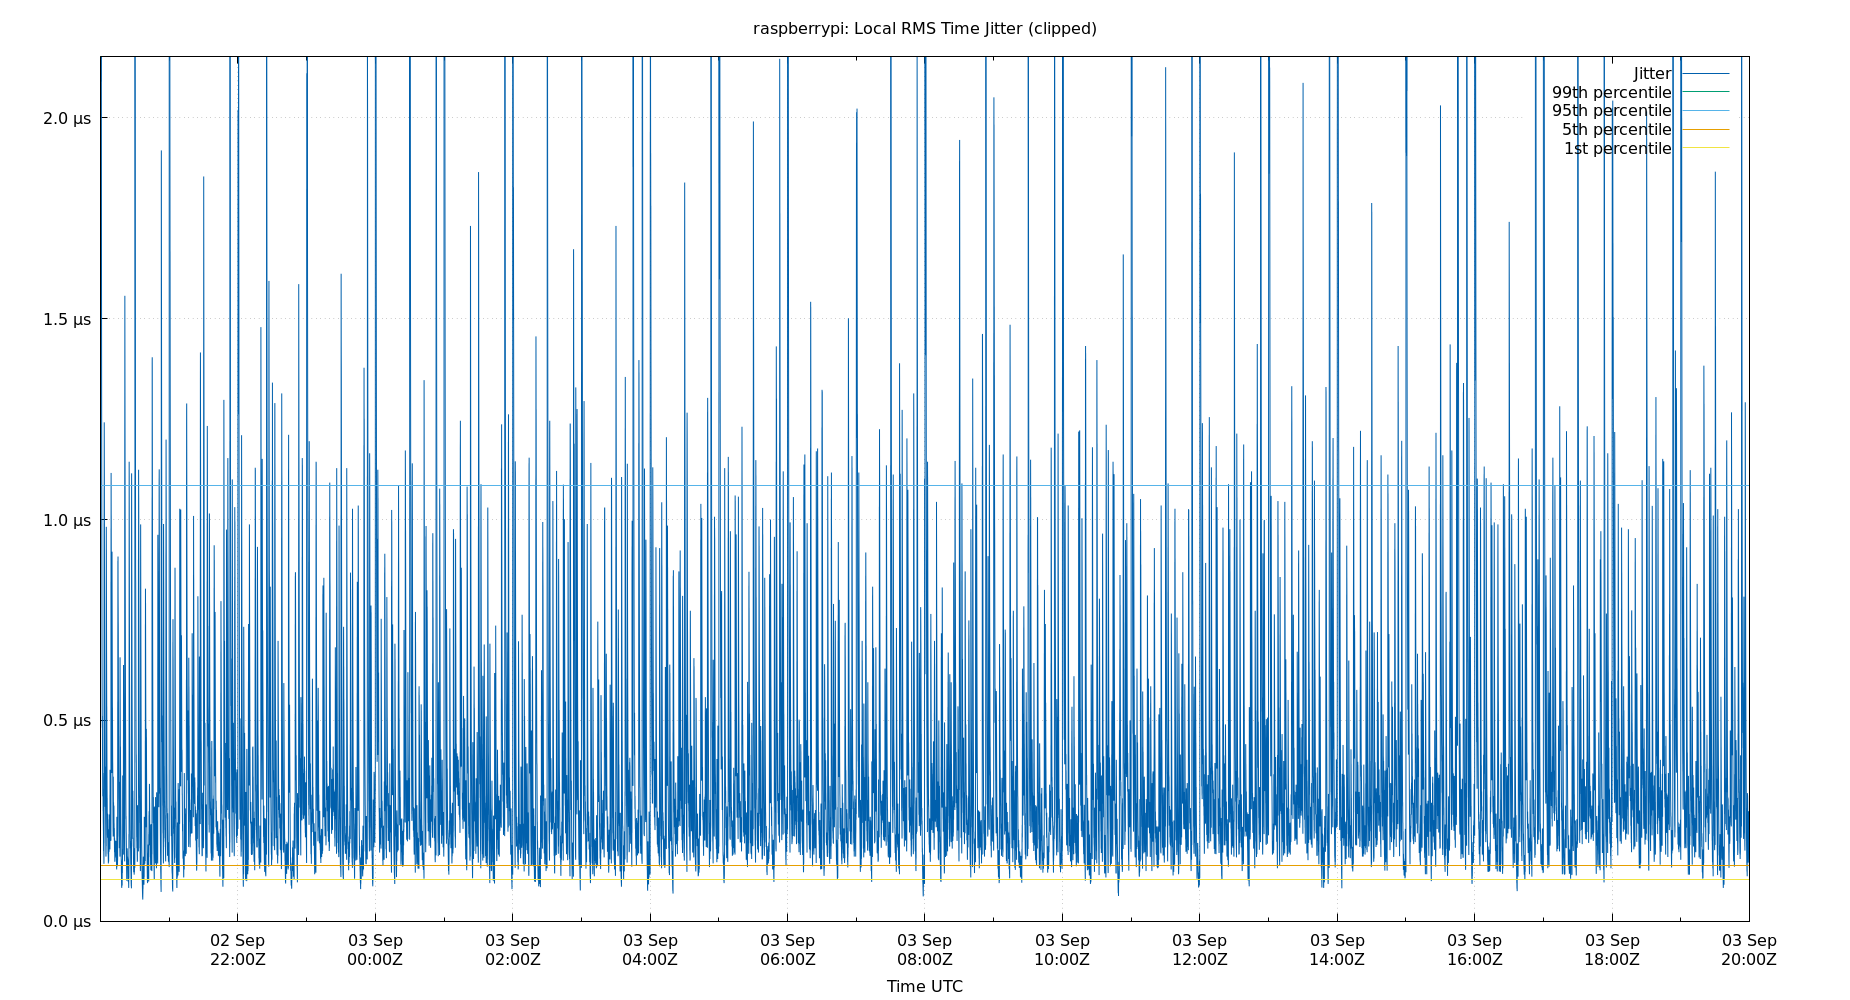 raspberrypi: Local RMS Time Jitter (clipped)
Jitter
99th percentile
95th percentile
5th percentile
1st percentile
2.0 µs
1.5 µs
1.0 µs
0.5 µs
0.0 µs
02 Sep 03 Sep 03 Sep 03 Sep 03 Sep 03 Sep 03 Sep 03 Sep 03 Sep 03 Sep 03 Sep 03 Sep
22:00Z 00:00Z 02:00Z 04:00Z 06:00Z 08:00Z 10:00Z 12:00Z 14:00Z 16:00Z 18:00Z 20:00Z
Time UTC